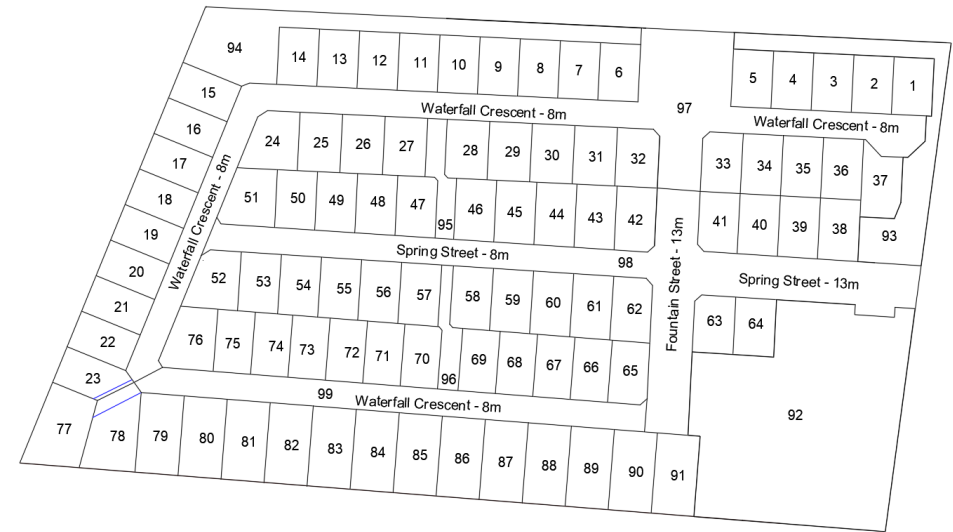 94
14 13 12 11 10 9 8 7 6
5 4 3 2 1
15
Waterfall Crescent - 8m
97
Waterfall Crescent - 8m
16
24 25 26 27 28 29 30 31 32
33 34 35 36 37
17
Waterfall Crescent - 8m
18
51 50 49 48 47 95 46 45 44 43 42
41 40 39 38 93
19
Spring Street - 8m
98
Fountain Street - 13m
Spring Street - 13m
20
52 53 54 55 56 57 58 59 60 61 62
63 64
21
22
76 75 74 73 72 71 70 96 69 68 67 66 65
23
99
Waterfall Crescent - 8m
92
77 78 79 80 81 82 83 84 85 86 87 88 89 90 91